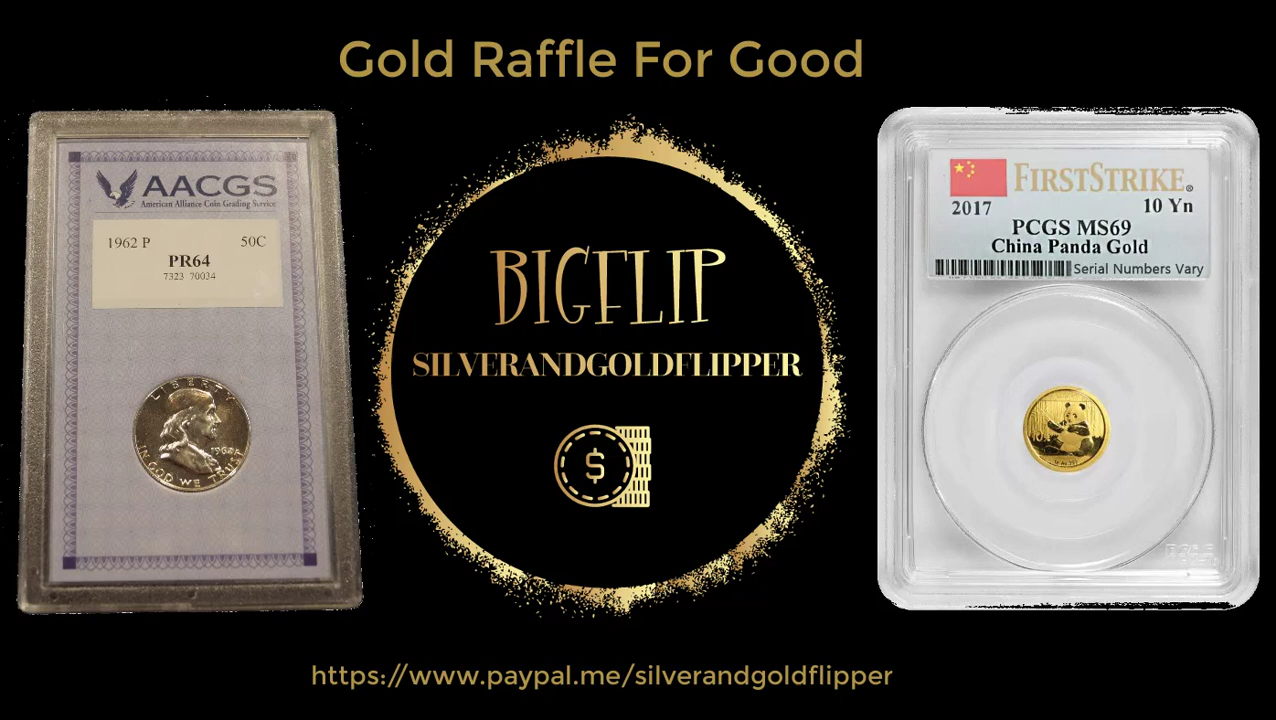 Gold Raffle For Good
AACGS
American Alliance Coin Grading Service
1962 P 50C
PR64
7323 70034
LIBERTY
IN GOD WE TRUST
BIGFLIP
SILVERANDGOLDFLIPPER
$
FIRSTSTRIKE®
2017 10 Yn
PCGS MS69
China Panda Gold
Serial Numbers Vary
https://www.paypal.me/silverandgoldflipper